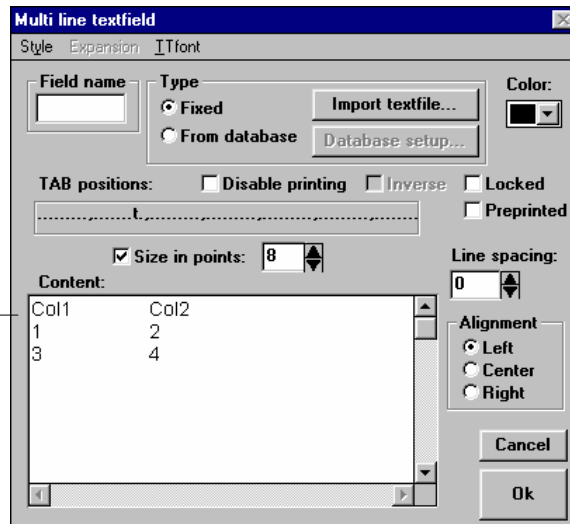 Multi line textfield
Style Expansion TTfont
Field name
Type
Color:
Fixed
Import textfile...
From database
Database setup...
TAB positions:
Disable printing
Inverse
Locked
Preprinted
Size in points: 8
Line spacing:
0
Content:
Col1 Col2
1 2
3 4
Alignment
Left
Center
Right
Cancel
Ok